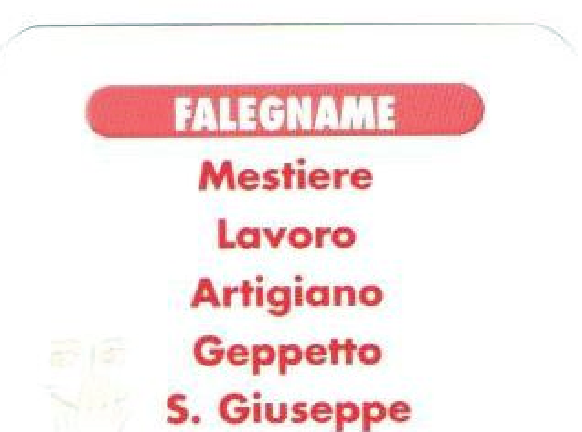 FALEGNAME
Mestiere
Lavoro
Artigiano
Geppetto
S. Giuseppe